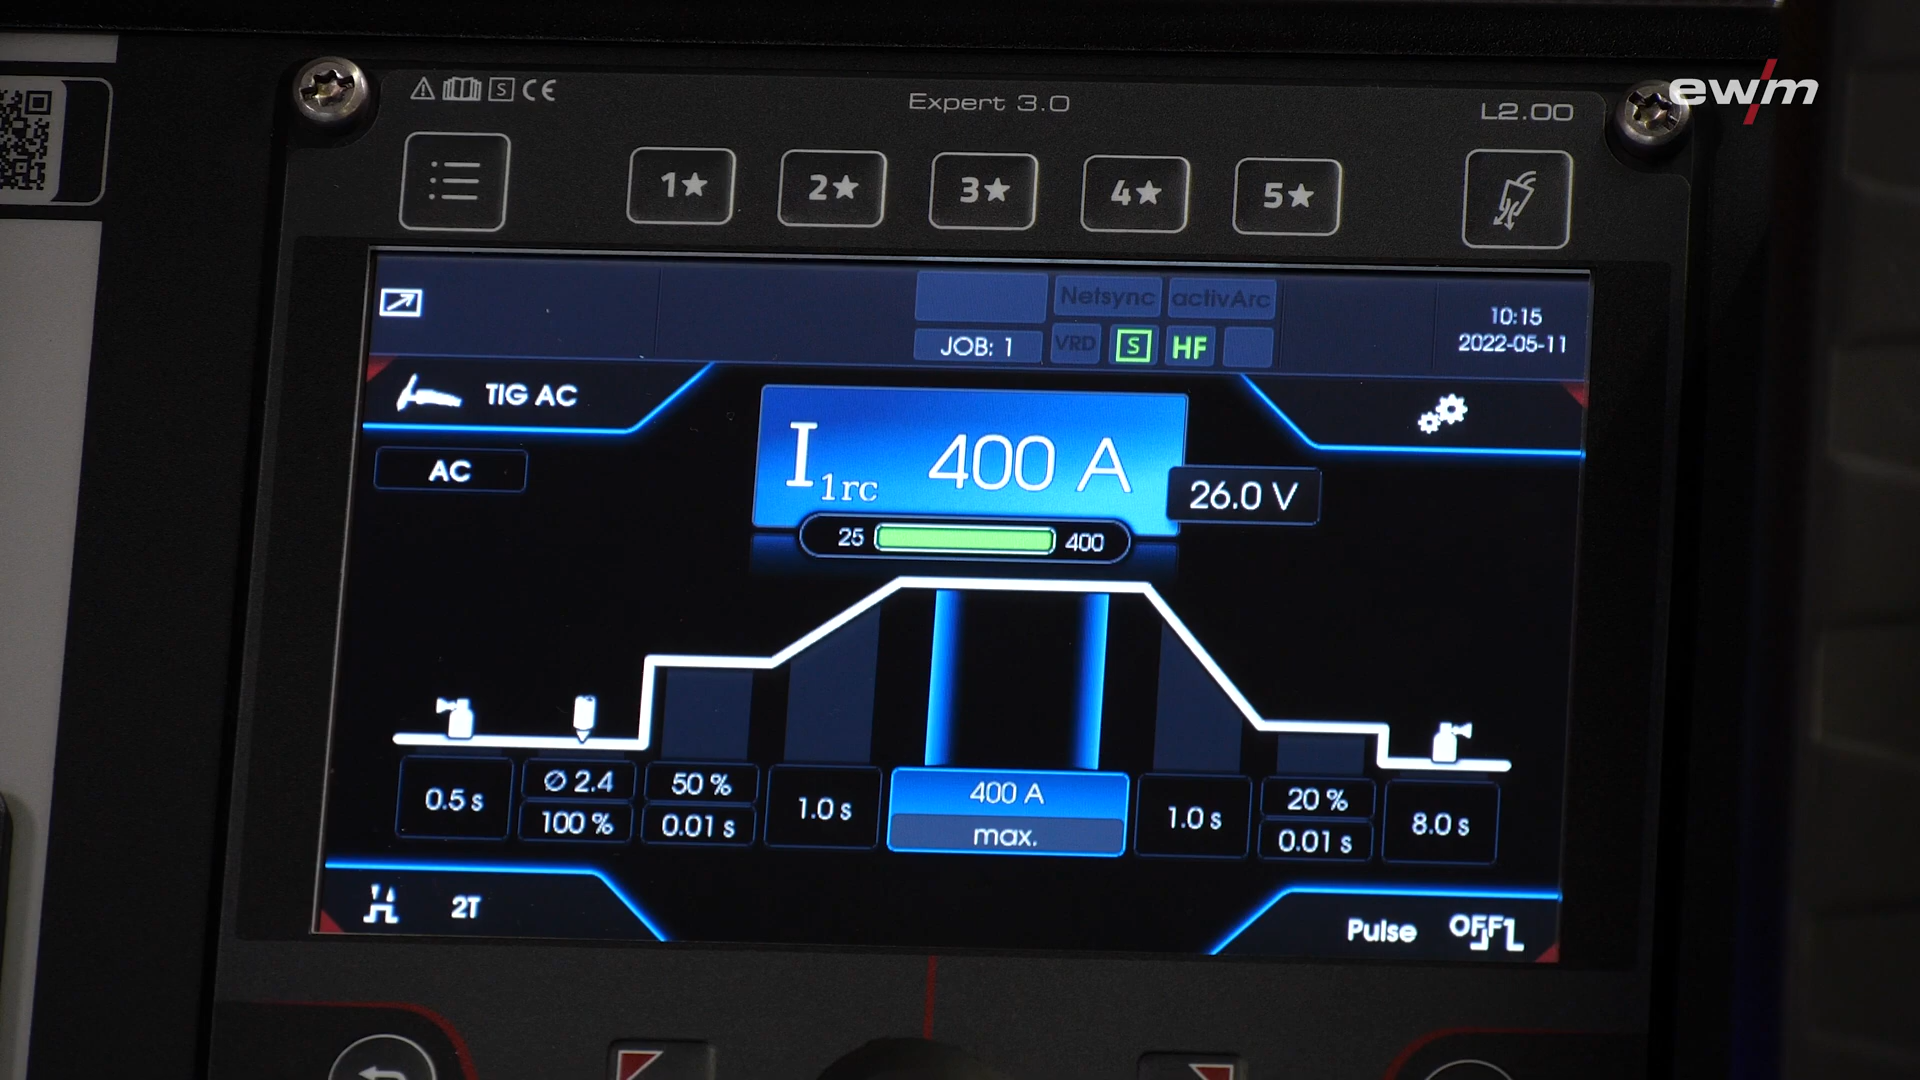 ewm
S CE
Expert 3.0
L2.00
1★
2★
3★
4★
5★
Netsync
activArc
JOB: 1
VRD
S
HF
10:15
2022-05-11
TIG AC
AC
I1rc 400 A
26.0 V
25
400
0.5 s
Ø 2.4
100 %
50 %
0.01 s
1.0 s
400 A
max.
1.0 s
20 %
0.01 s
8.0 s
2T
Pulse
OFF